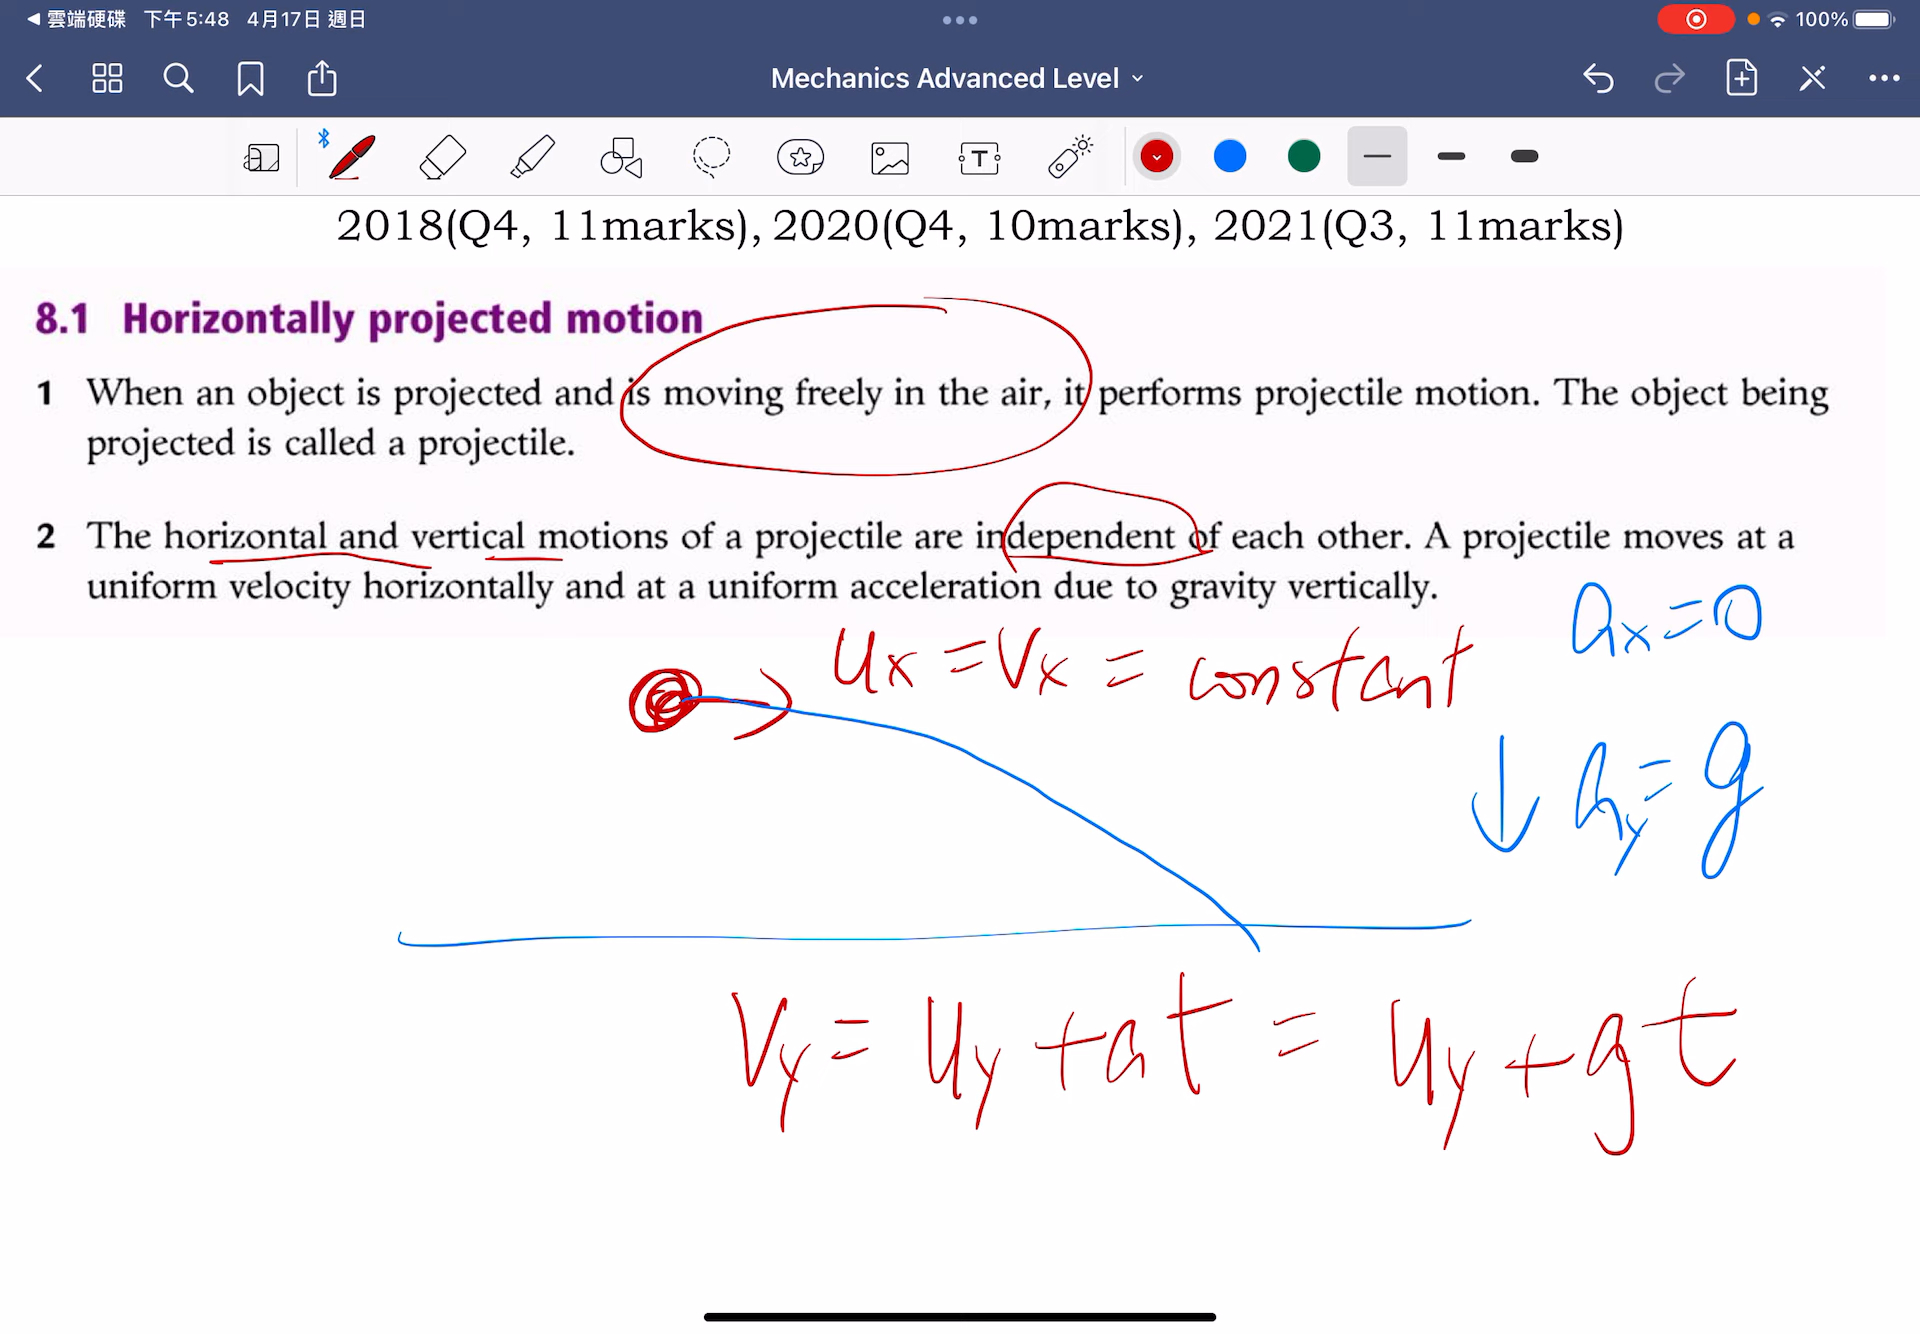 雲端硬碟 下午5:48 4月17日 週日
100%
Mechanics Advanced Level
2018(Q4, 11marks), 2020(Q4, 10marks), 2021(Q3, 11marks)
8.1 Horizontally projected motion
1 When an object is projected and is moving freely in the air, it performs projectile motion. The object being
projected is called a projectile.
2 The horizontal and vertical motions of a projectile are independent of each other. A projectile moves at a
uniform velocity horizontally and at a uniform acceleration due to gravity vertically.
ax=0
ux=vx=constant
↓ ay=g
vy=uy+at=uy+gt